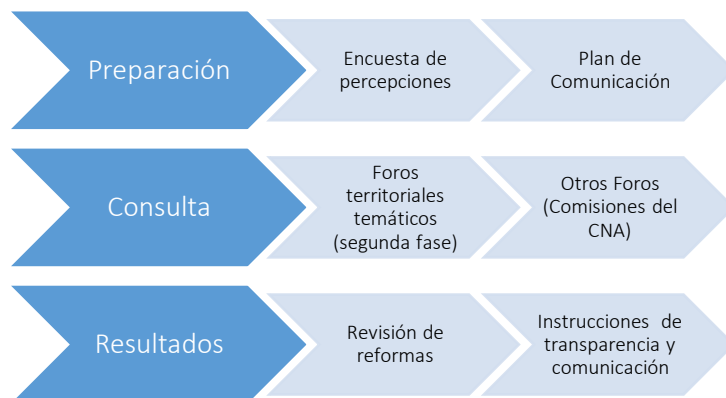 Preparación
Encuesta de
percepciones
Plan de
Comunicación
Consulta
Foros
territoriales
temáticos
(segunda fase)
Otros Foros
(Comisiones del
CNA)
Resultados
Revisión de
reformas
Instrucciones de
transparencia y
comunicación